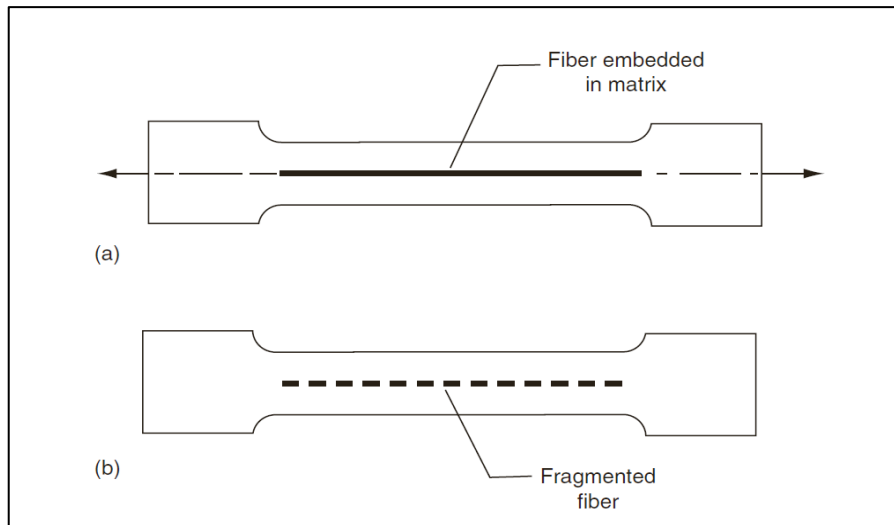 Fiber embedded
in matrix
(a)
(b)
Fragmented
fiber